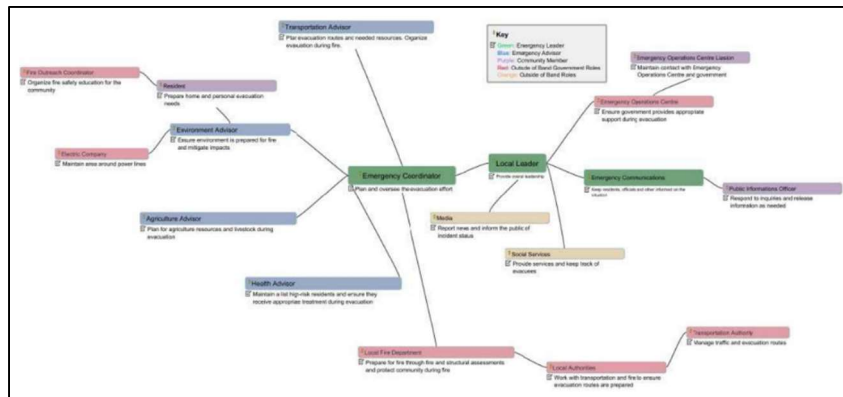 Transportation Advisor
Plan evacuation routes and needed resources. Organize
evacuation during fire.
Key
Green: Emergency Leader
Blue: Emergency Advisor
Purple: Community Member
Red: Outside of Band Government Roles
Orange: Outside of Band Roles
Emergency Operations Centre Liaison
Maintain contact with Emergency
Operations Centre and government
Fire Outreach Coordinator
Organize fire safety education for the
community
Resident
Prepare home and personal evacuation
needs
Emergency Operations Centre
Ensure government provides appropriate
support during evacuation
Environment Advisor
Ensure environment is prepared for fire
and mitigate impacts
Electric Company
Maintain area around power lines
Emergency Coordinator
Plan and oversee the evacuation effort
Local Leader
Provide leadership
Emergency Communications
Keep residents, officials and other informed on the
situation
Public Informations Officer
Respond to inquiries and release
information as needed
Agriculture Advisor
Plan for agriculture resources and livestock during
evacuation
Media
Report news and inform the public of
incident status
Social Services
Provide services and keep track of
evacuees
Health Advisor
Maintain a list high-risk residents and ensure they
receive appropriate treatment during evacuation
Local Fire Department
Prepare for fire through fire and structural assessments
and protect community during fire
Transportation Authority
Manage traffic and evacuation routes
Local Authorities
Work with transportation and fire to ensure
evacuation routes are prepared